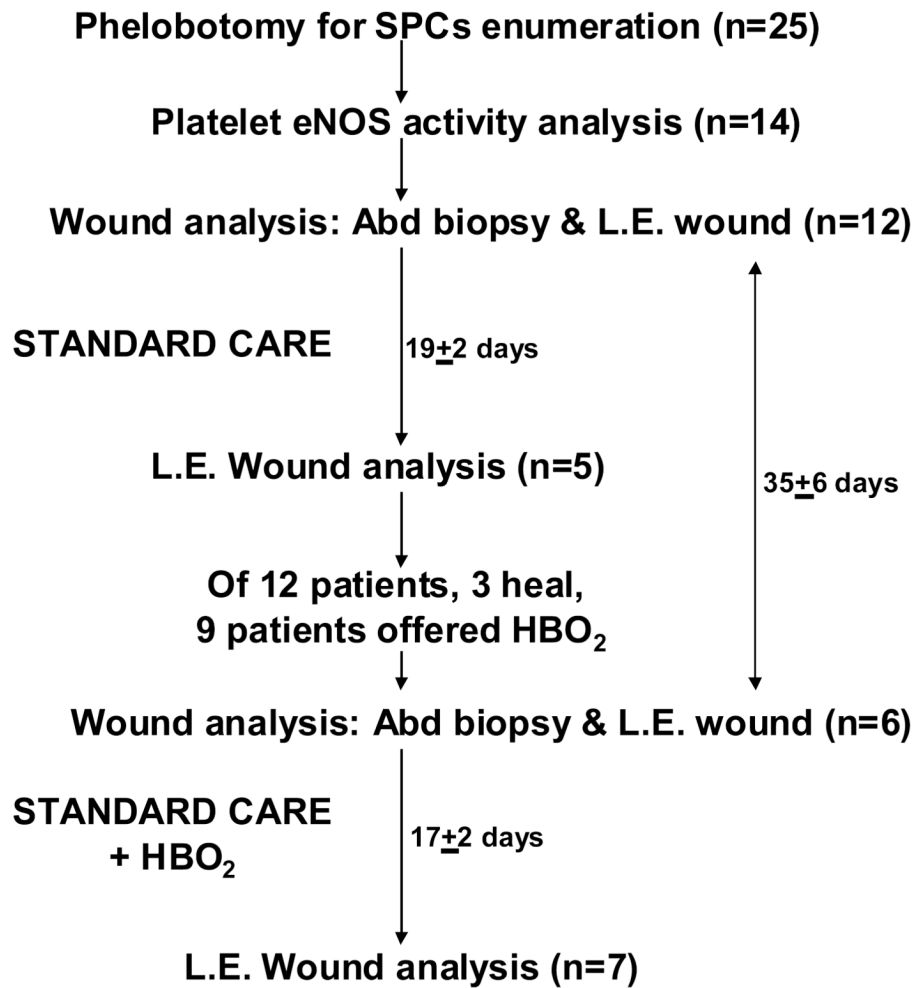 Phelobotomy for SPCs enumeration (n=25)
Platelet eNOS activity analysis (n=14)
Wound analysis: Abd biopsy & L.E. wound (n=12)
STANDARD CARE
19±2 days
L.E. Wound analysis (n=5)
35±6 days
Of 12 patients, 3 heal,
9 patients offered HBO₂
Wound analysis: Abd biopsy & L.E. wound (n=6)
STANDARD CARE
+ HBO₂
17±2 days
L.E. Wound analysis (n=7)